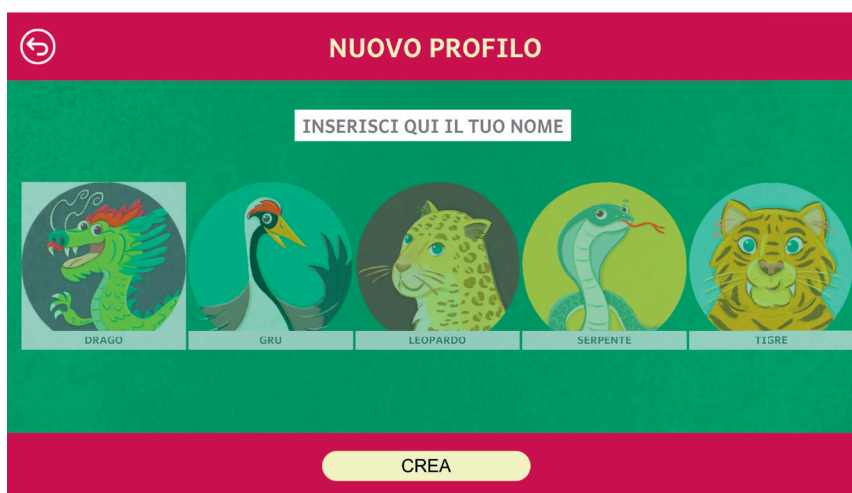 NUOVO PROFILO
INSERISCI QUI IL TUO NOME
DRAGO
GRU
LEOPARDO
SERPENTE
TIGRE
CREA